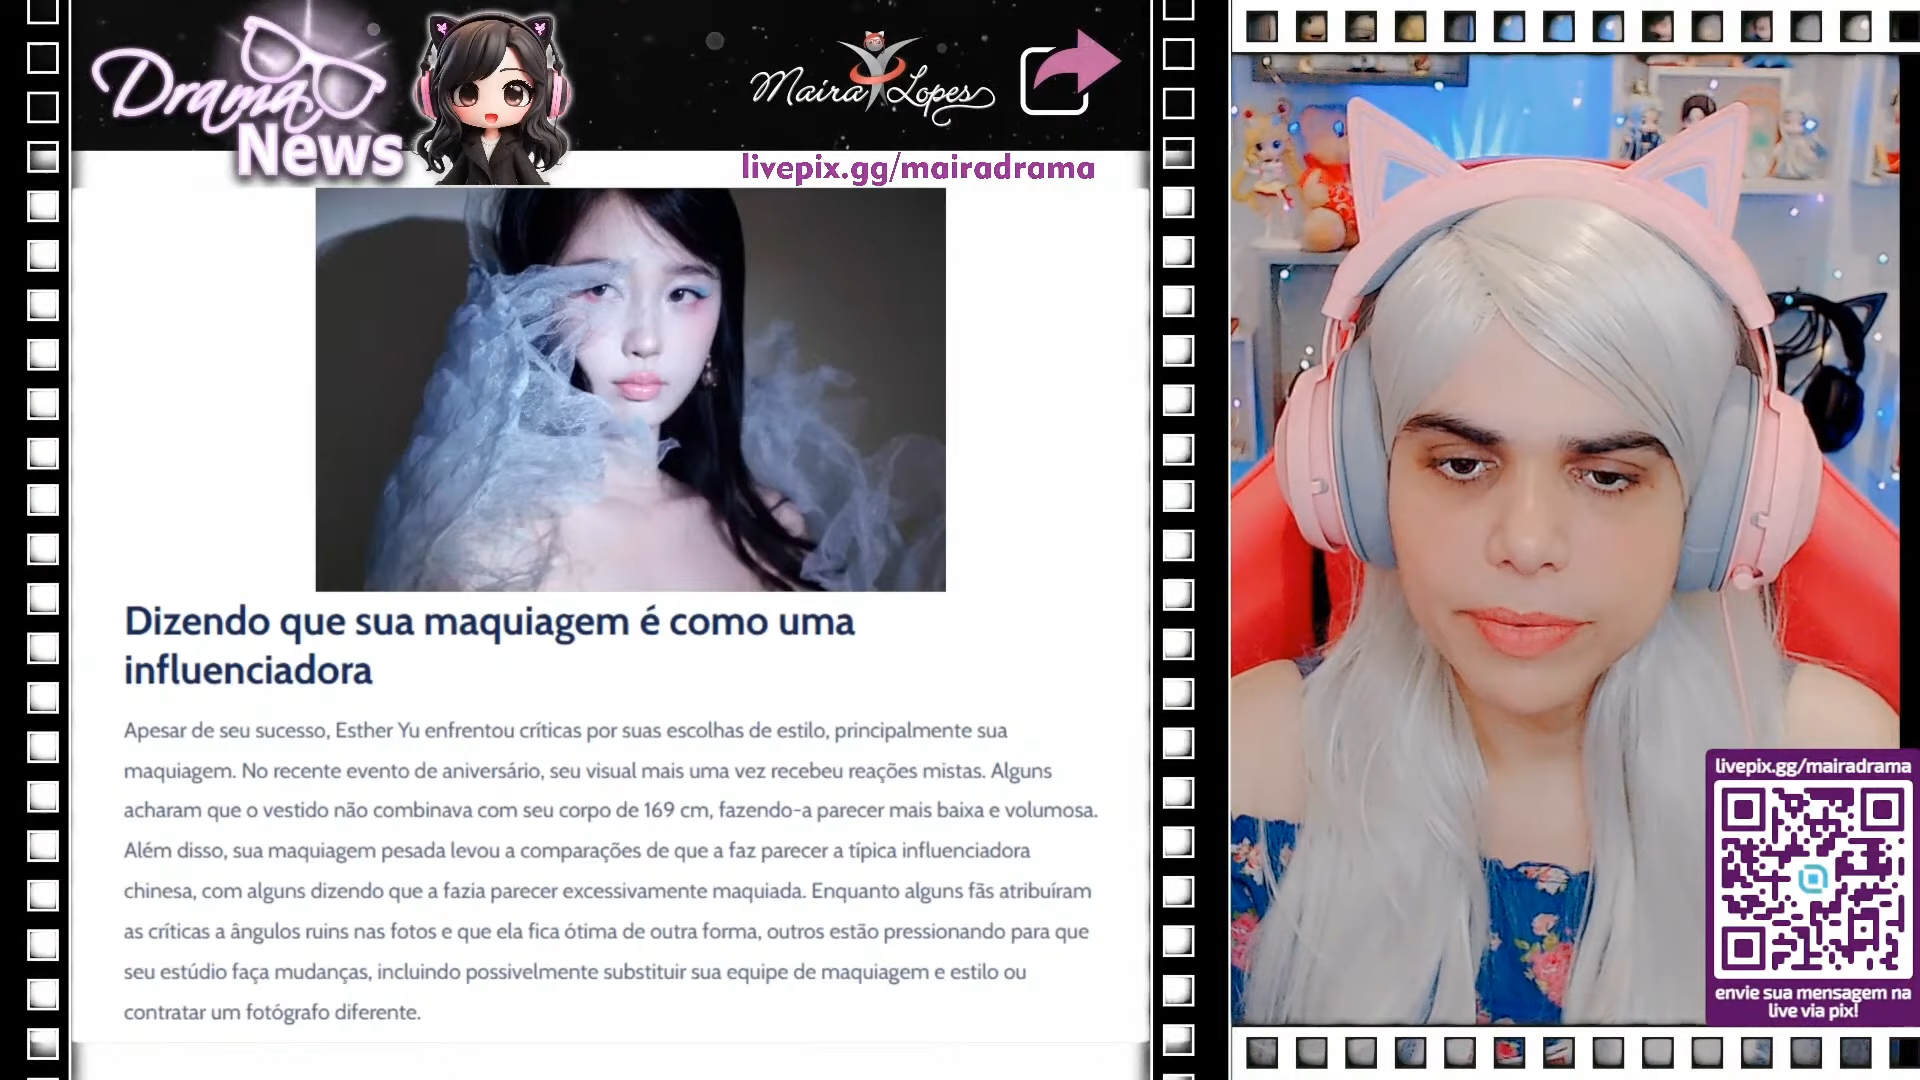 Drama
News
Maira Lopes
livepix.gg/mairadrama
Dizendo que sua maquiagem é como uma
influenciadora
Apesar de seu sucesso, Esther Yu enfrentou críticas por suas escolhas de estilo, principalmente sua
maquiagem. No recente evento de aniversário, seu visual mais uma vez recebeu reações mistas. Alguns
acharam que o vestido não combinava com seu corpo de 169 cm, fazendo-a parecer mais baixa e volumosa.
Além disso, sua maquiagem pesada levou a comparações de que a faz parecer a típica influenciadora
chinesa, com alguns dizendo que a fazia parecer excessivamente maquiada. Enquanto alguns fãs atribuíram
as críticas a ângulos ruins nas fotos e que ela fica ótima de outra forma, outros estão pressionando para que
seu estúdio faça mudanças, incluindo possivelmente substituir sua equipe de maquiagem e estilo ou
contratar um fotógrafo diferente.
livepix.gg/mairadrama
envie sua mensagem na
live via pix!